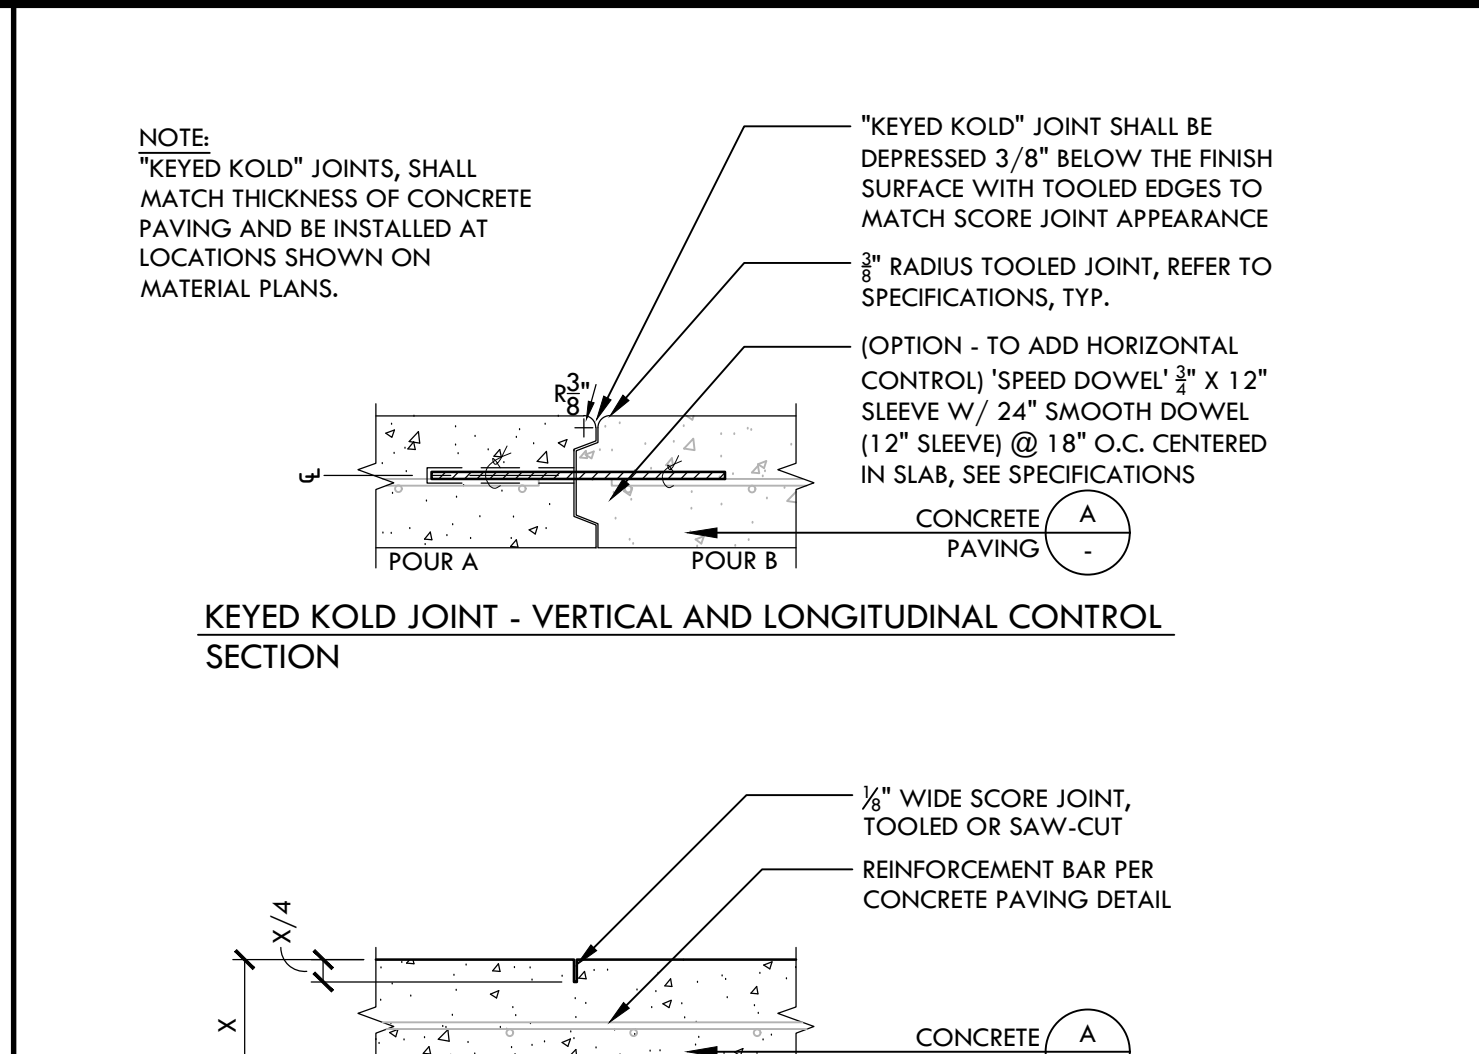 NOTE:
"KEYED KOLD" JOINTS, SHALL
MATCH THICKNESS OF CONCRETE
PAVING AND BE INSTALLED AT
LOCATIONS SHOWN ON
MATERIAL PLANS.
"KEYED KOLD" JOINT SHALL BE
DEPRESSED 3/8" BELOW THE FINISH
SURFACE WITH TOOLED EDGES TO
MATCH SCORE JOINT APPEARANCE
3/8" RADIUS TOOLED JOINT, REFER TO
SPECIFICATIONS, TYP.
(OPTION - TO ADD HORIZONTAL
CONTROL) 'SPEED DOWEL' 3/4" X 12"
SLEEVE W/ 24" SMOOTH DOWEL
(12" SLEEVE) @ 18" O.C. CENTERED
IN SLAB, SEE SPECIFICATIONS
R3/8"
CONCRETE
PAVING
A
-
POUR A
POUR B
KEYED KOLD JOINT - VERTICAL AND LONGITUDINAL CONTROL
SECTION
1/8" WIDE SCORE JOINT,
TOOLED OR SAW-CUT
REINFORCEMENT BAR PER
CONCRETE PAVING DETAIL
X/4
X
CONCRETE
A